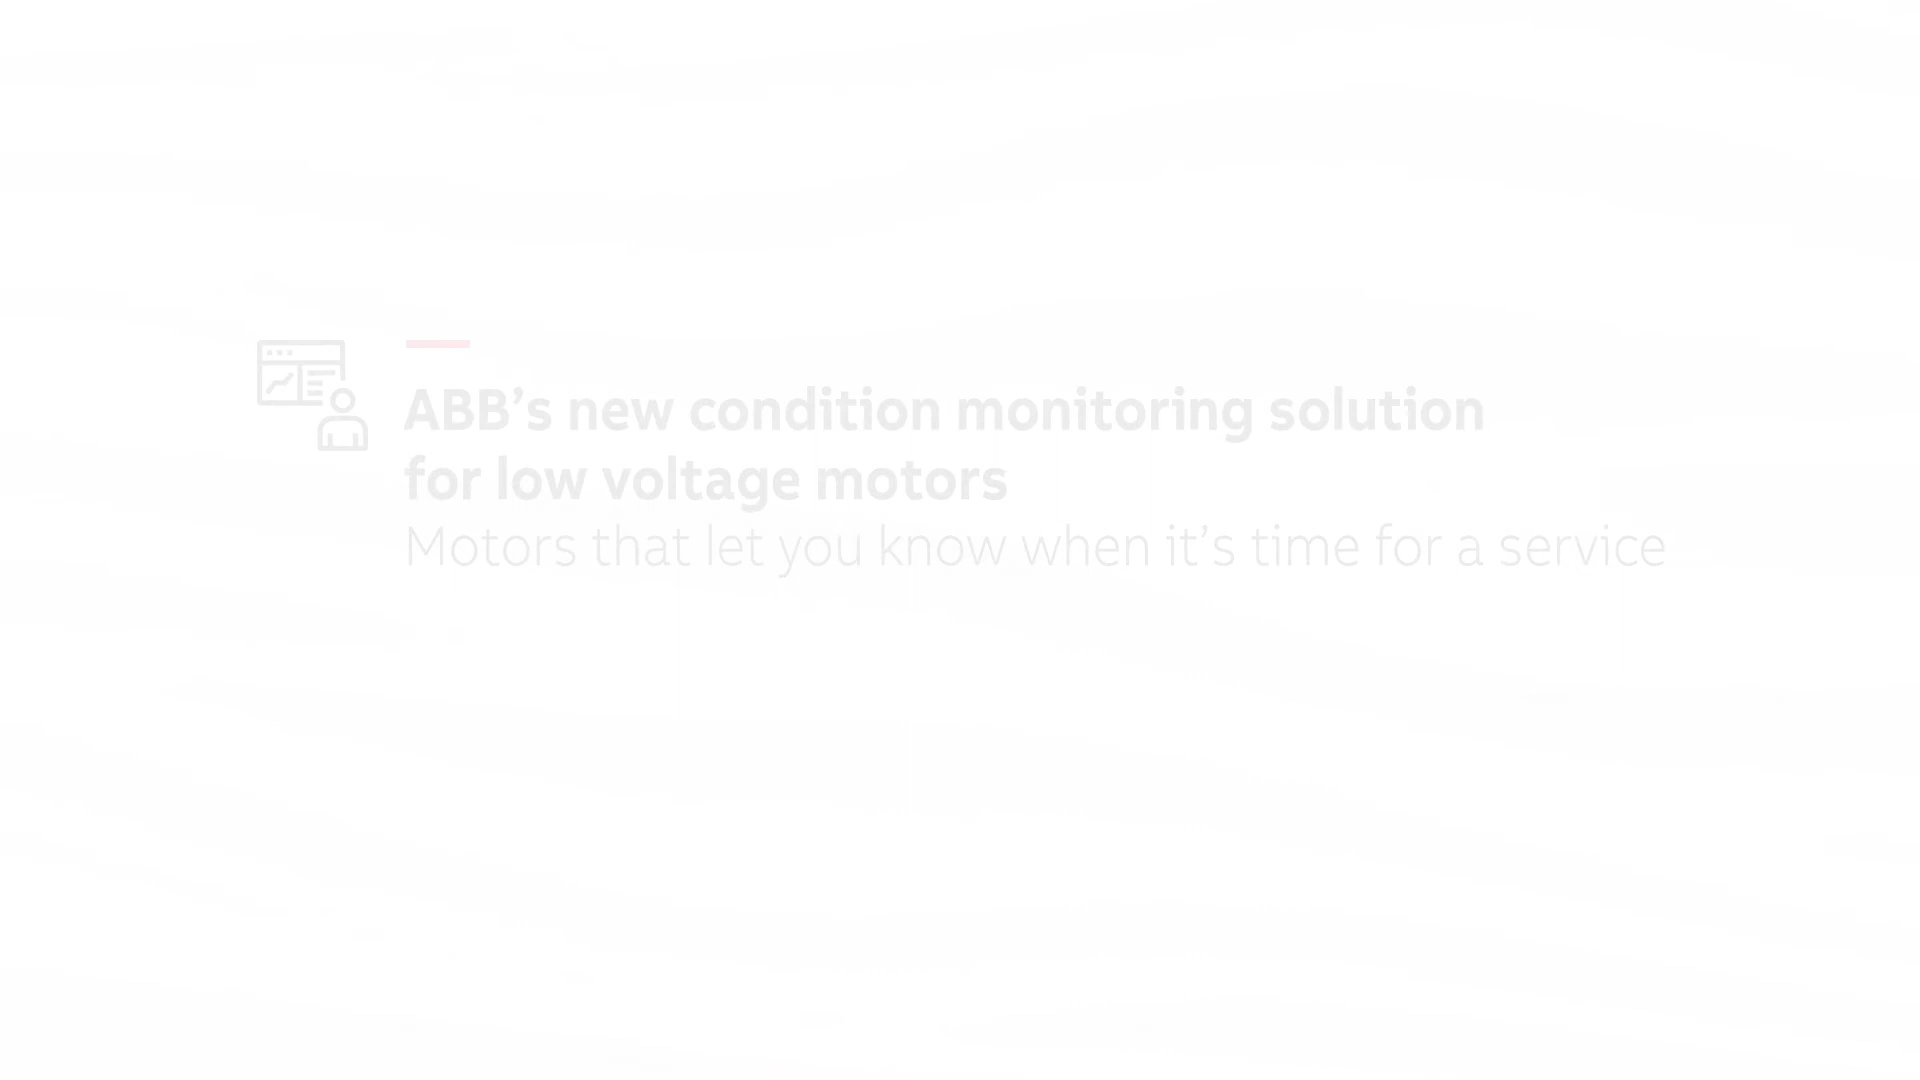 ABB’s new condition monitoring solution
for low voltage motors
Motors that let you know when it’s time for a service